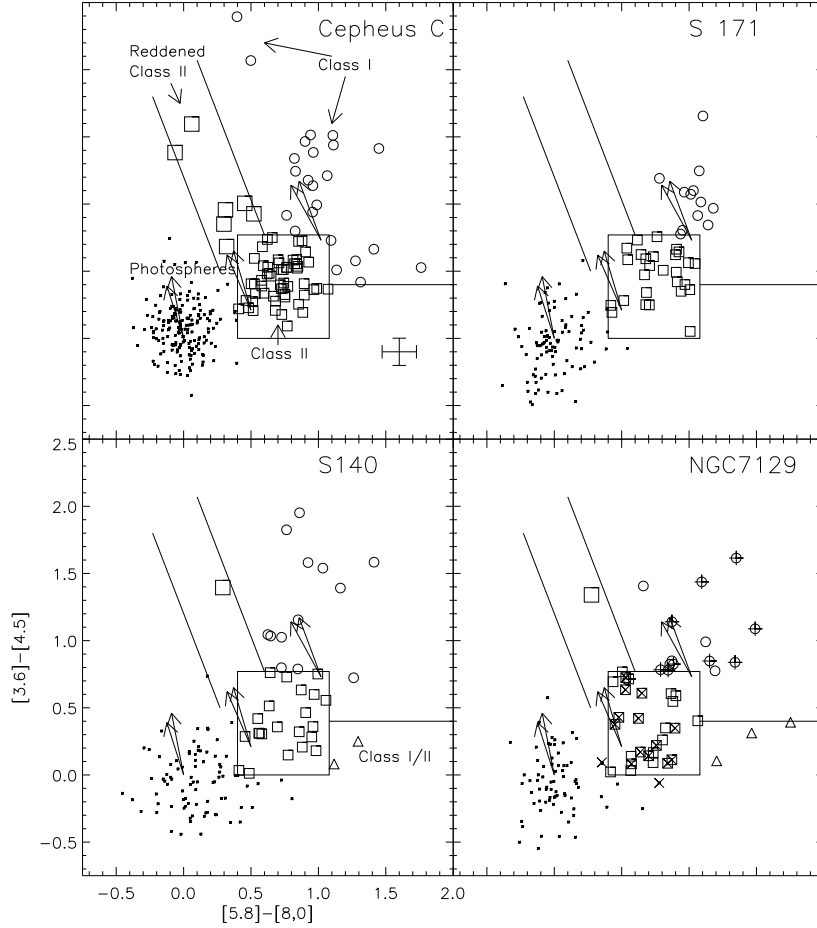 Cepheus C
S 171
Reddened
Class II
Class I
Photospheres
Class II
S140
NGC7129
2.5
2.0
1.5
1.0
0.5
0.0
−0.5
[3.6]−[4.5]
Class I/II
−0.5 0.0 0.5 1.0 1.5 2.0
[5.8]−[8,0]